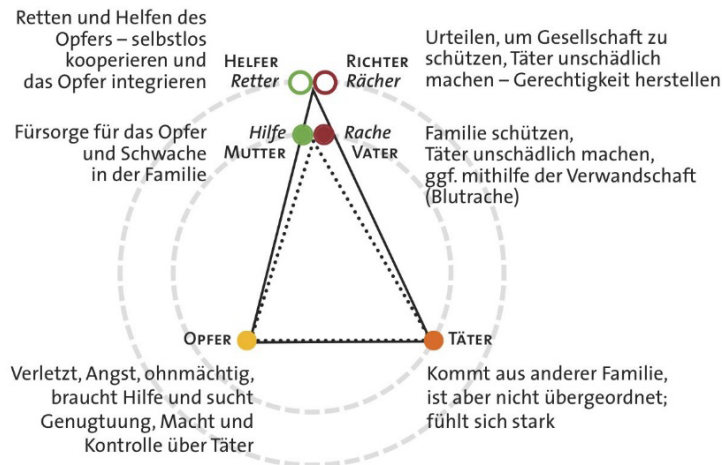 Retten und Helfen des
Opfers – selbstlos
kooperieren und
das Opfer integrieren
HELFER
Retter
RICHTER
Rächer
Urteilen, um Gesellschaft zu
schützen, Täter unschädlich
machen – Gerechtigkeit herstellen
Fürsorge für das Opfer
und Schwache
in der Familie
Hilfe
MUTTER
Rache
VATER
Familie schützen,
Täter unschädlich machen,
ggf. mithilfe der Verwandschaft
(Blutrache)
OPFER
TÄTER
Verletzt, Angst, ohnmächtig,
braucht Hilfe und sucht
Genugtuung, Macht und
Kontrolle über Täter
Kommt aus anderer Familie,
ist aber nicht übergeordnet;
fühlt sich stark